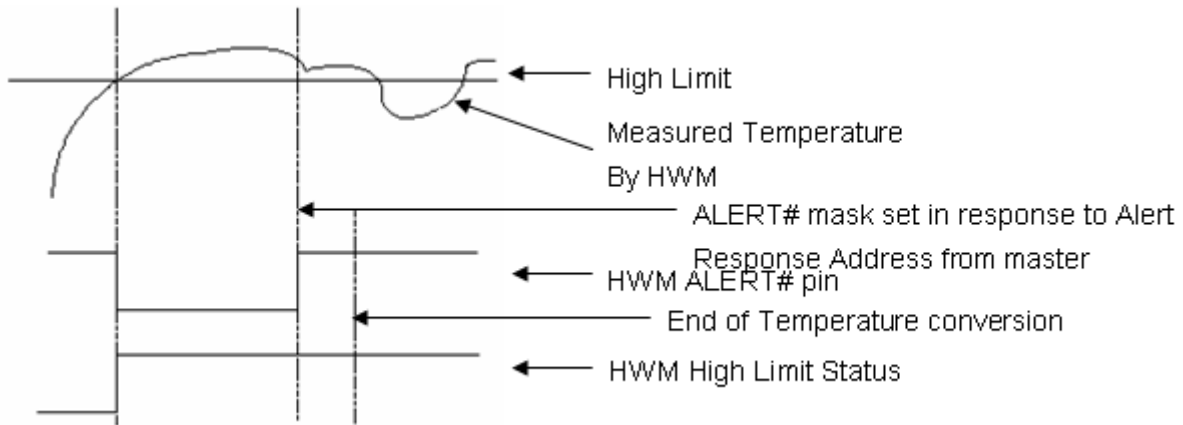 High Limit
Measured Temperature
By HWM
ALERT# mask set in response to Alert
Response Address from master
HWM ALERT# pin
End of Temperature conversion
HWM High Limit Status